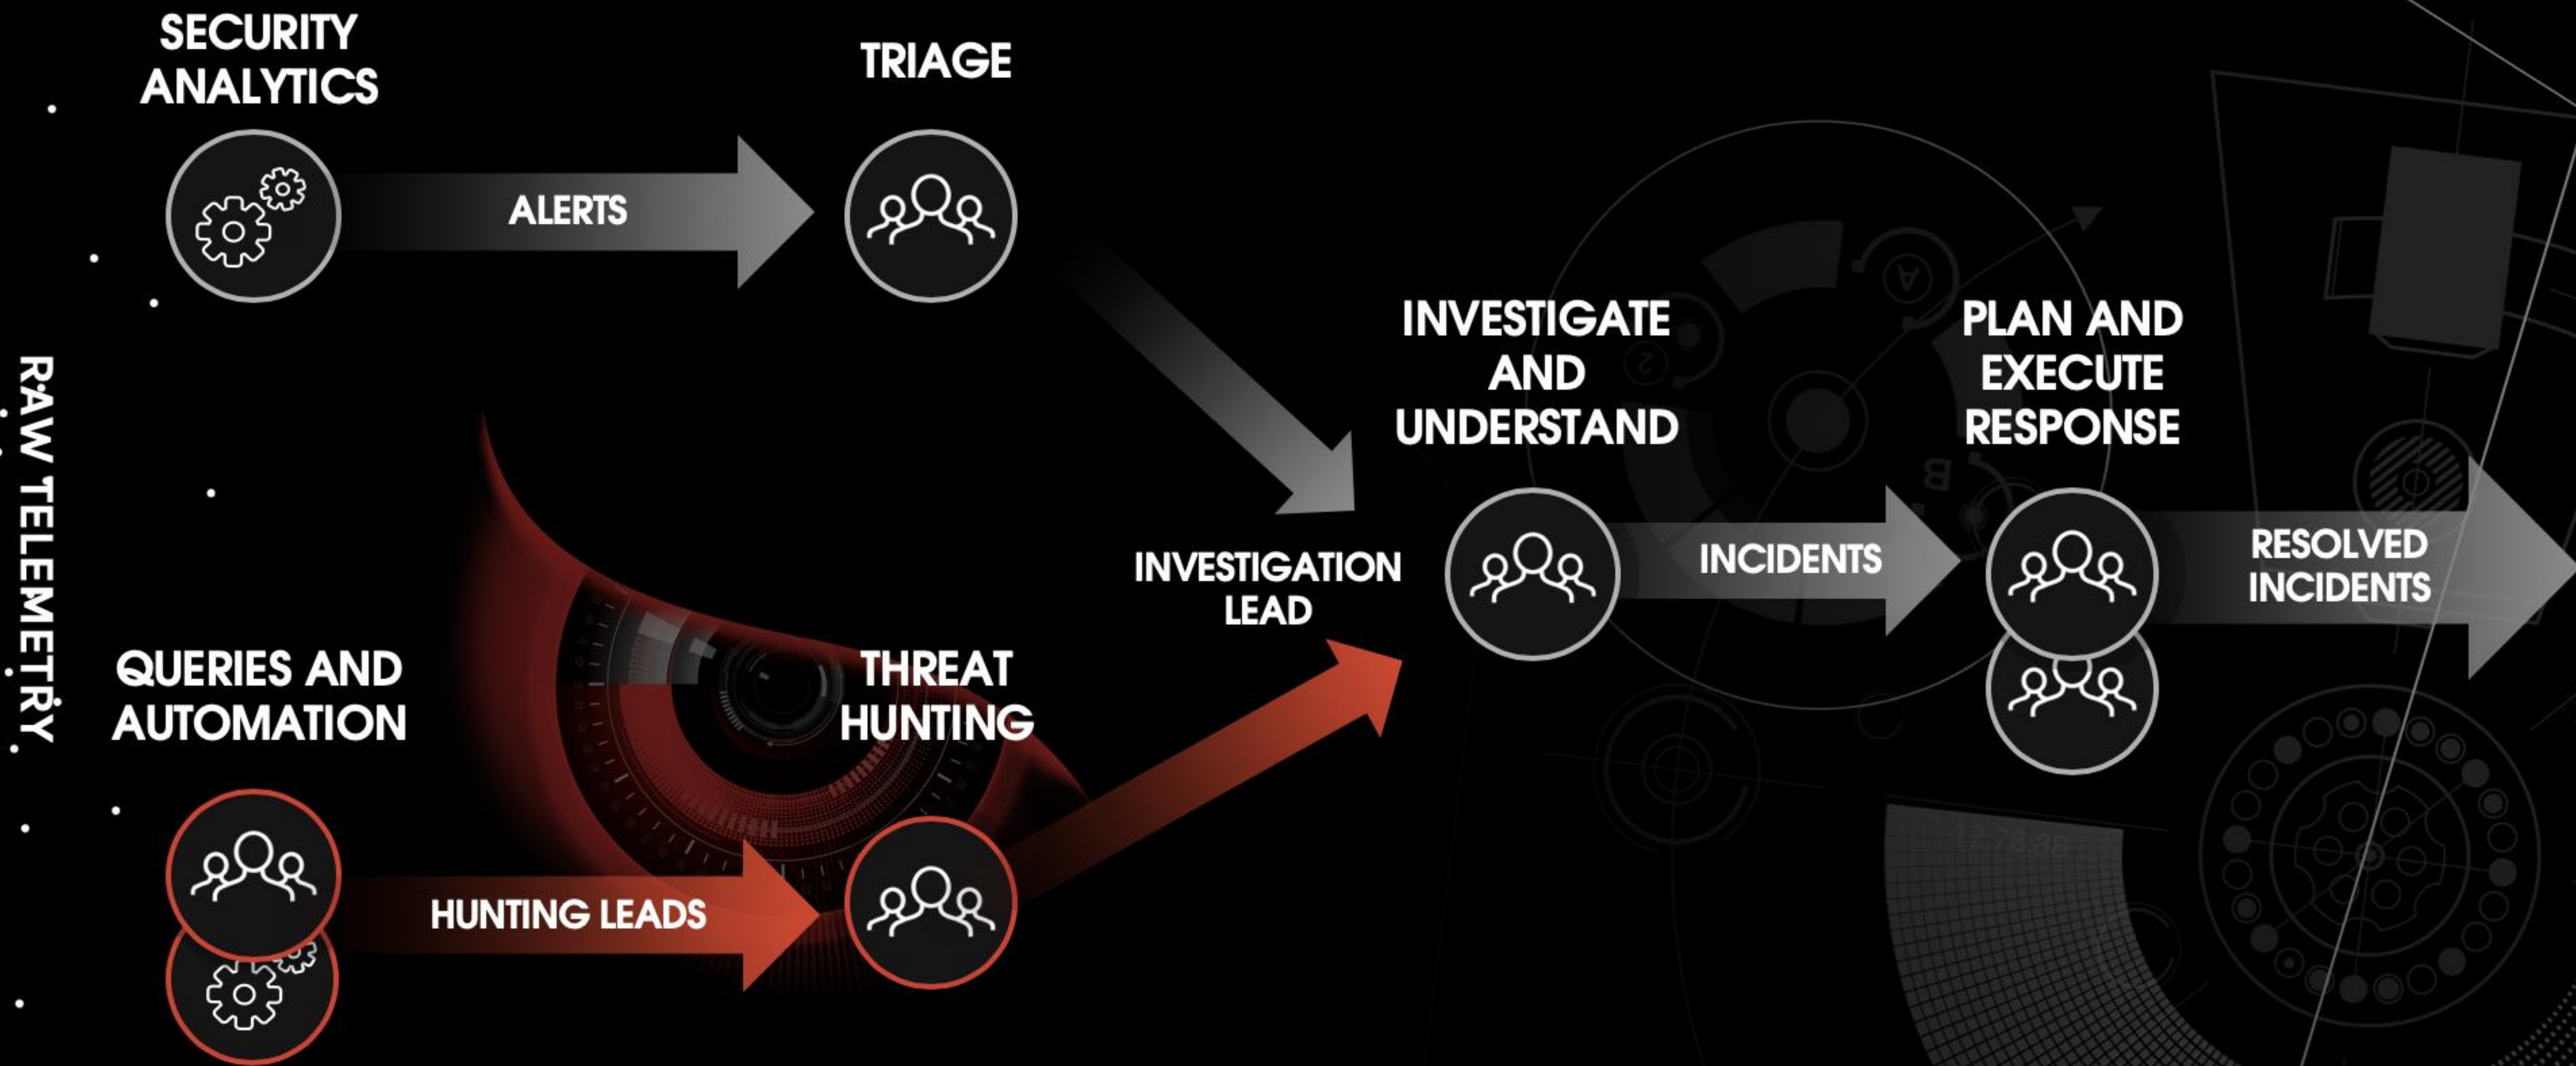 SECURITY
ANALYTICS
TRIAGE
ALERTS
RAW TELEMETRY
INVESTIGATE
AND
UNDERSTAND
PLAN AND
EXECUTE
RESPONSE
INVESTIGATION
LEAD
INCIDENTS
RESOLVED
INCIDENTS
QUERIES AND
AUTOMATION
THREAT
HUNTING
HUNTING LEADS
A
2
B